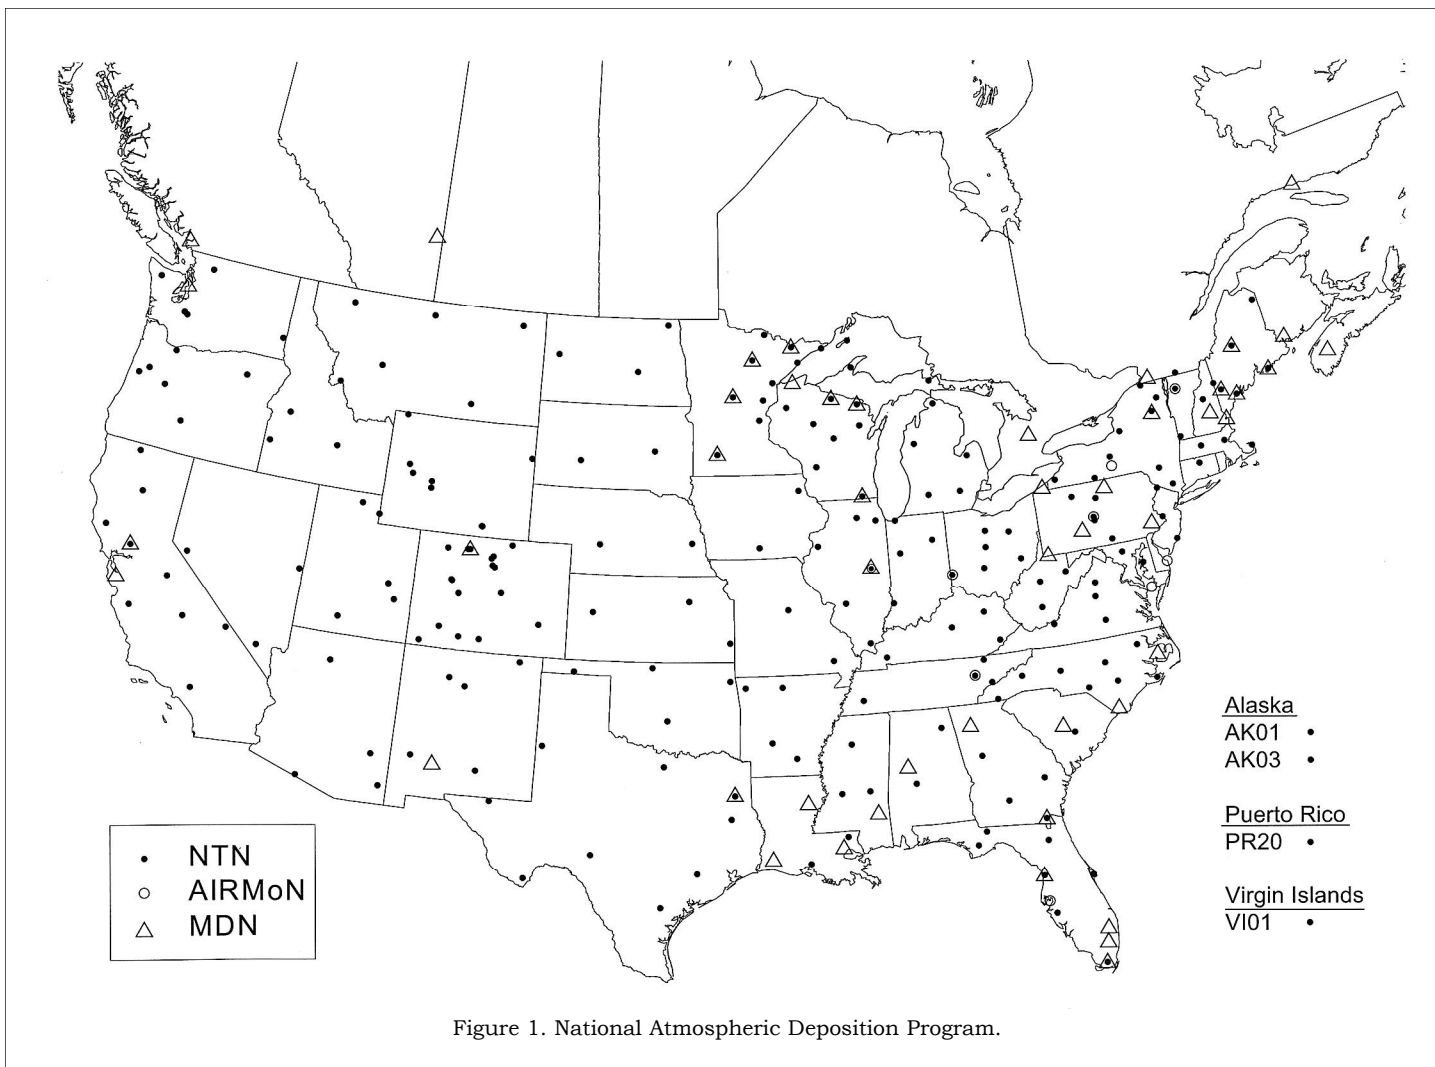 Alaska
AK01
AK03
Puerto Rico
PR20
Virgin Islands
VI01
NTN
AIRMoN
MDN
Figure 1. National Atmospheric Deposition Program.